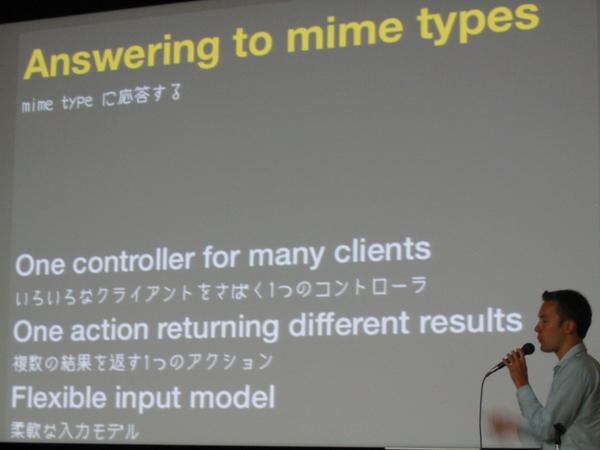 Answering to mime types
mime type に応答する
One controller for many clients
いろいろなクライアントをさばく1つのコントローラ
One action returning different results
複数の結果を返す1つのアクション
Flexible input model
柔軟な入力モデル